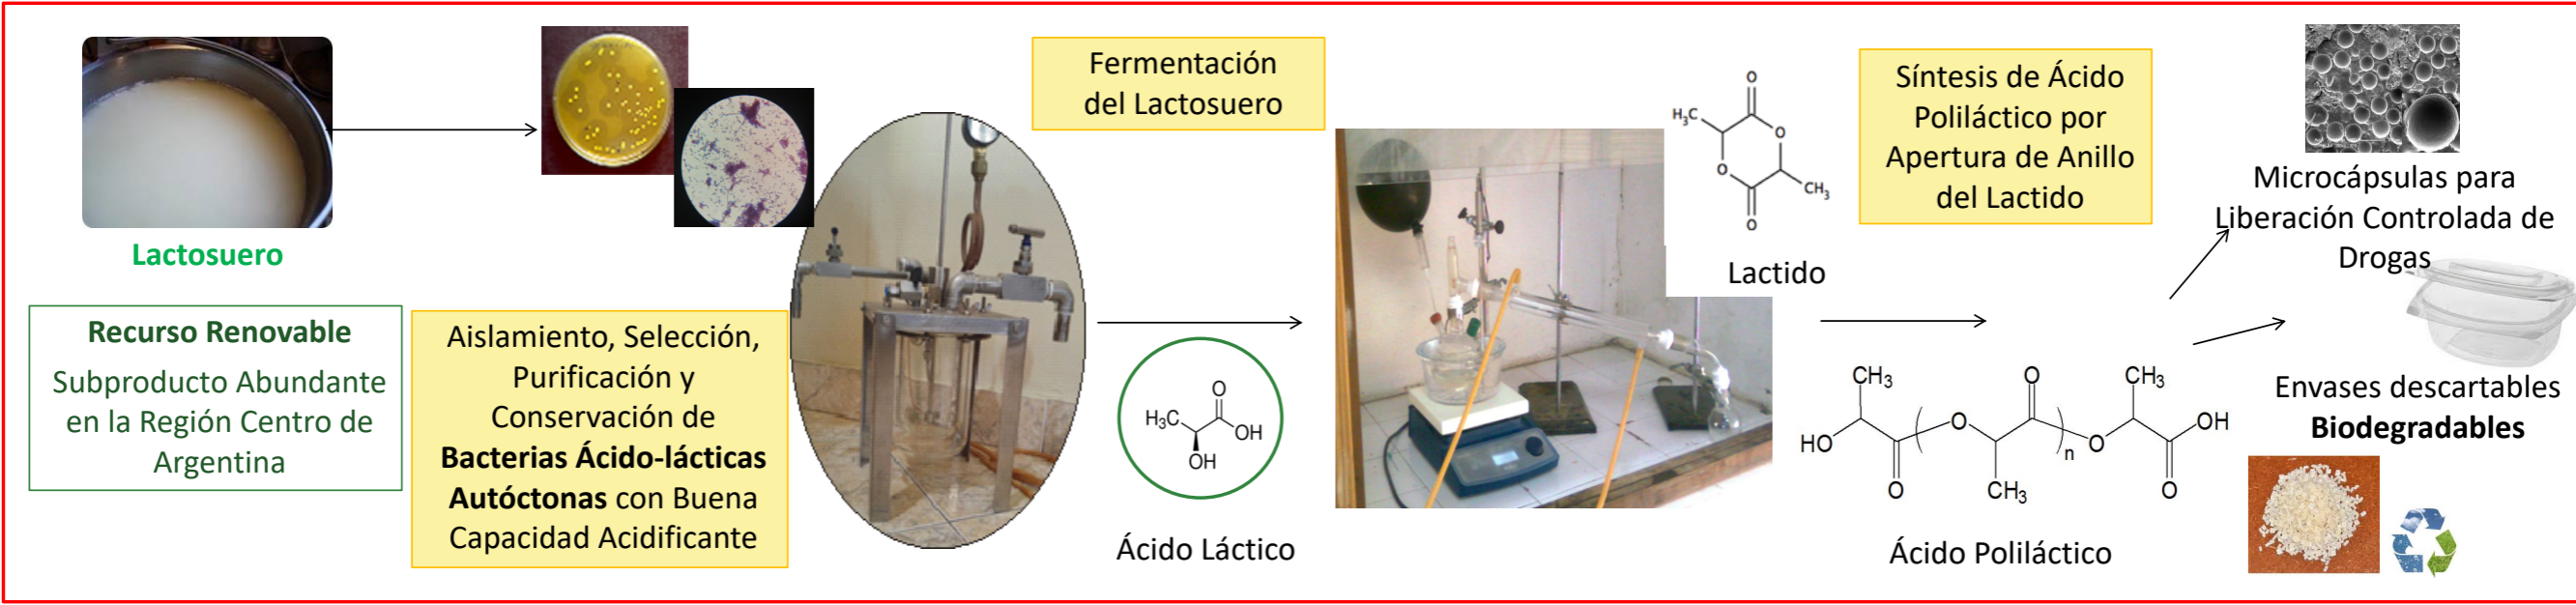 Lactosuero
Recurso Renovable
Subproducto Abundante
en la Región Centro de
Argentina
Aislamiento, Selección,
Purificación y
Conservación de
Bacterias Ácido-lácticas
Autóctonas con Buena
Capacidad Acidificante
Fermentación
del Lactosuero
H₃C
O
OH
OH
Ácido Láctico
O
H₃C
O
O
CH₃
O
Lactido
Síntesis de Ácido
Poliláctico por
Apertura de Anillo
del Lactido
CH₃ O CH₃
HO O n O OH
O CH₃ O
Ácido Poliláctico
Microcápsulas para
Liberación Controlada de
Drogas
Envases descartables
Biodegradables